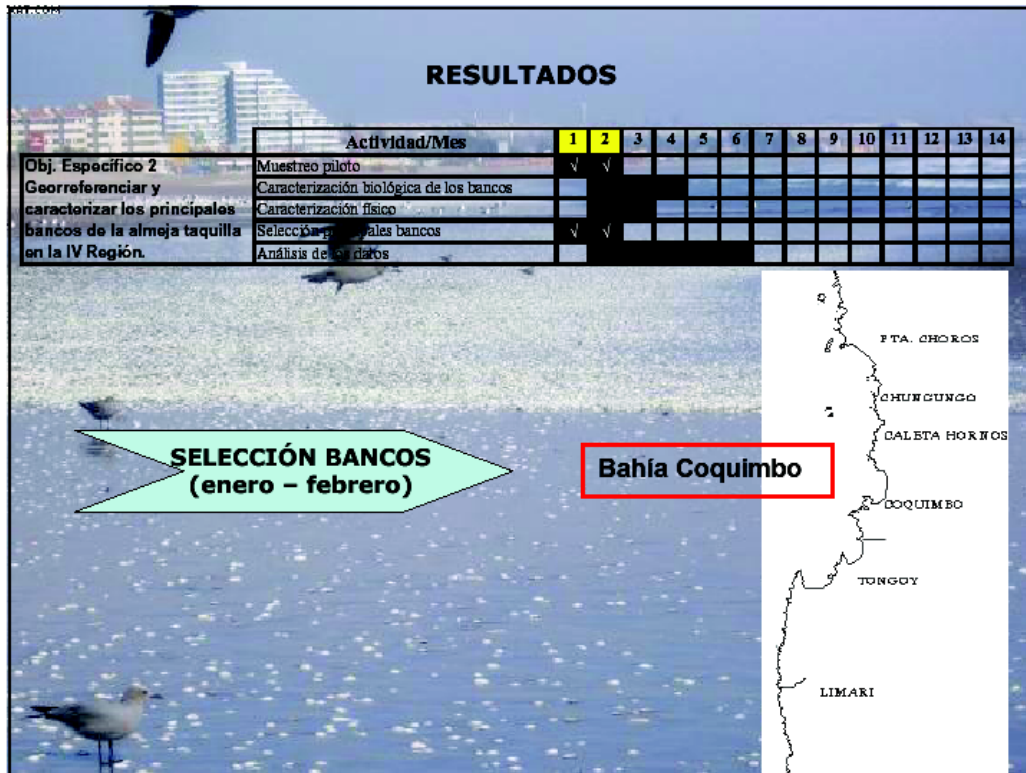 RESULTADOS
Actividad/Mes 1 2 3 4 5 6 7 8 9 10 11 12 13 14
Obj. Específico 2
Georreferenciar y
caracterizar los principales
bancos de la almeja taquilla
en la IV Región.
Muestreo piloto √ √
Caracterización biológica de los bancos
Caracterización físico
Selección principales bancos √ √
Análisis de los datos
PTA. CHOROS
CHUNGUNGO
CALETA HORNOS
SELECCIÓN BANCOS
(enero – febrero)
Bahía Coquimbo
COQUIMBO
TONGOY
LIMARI